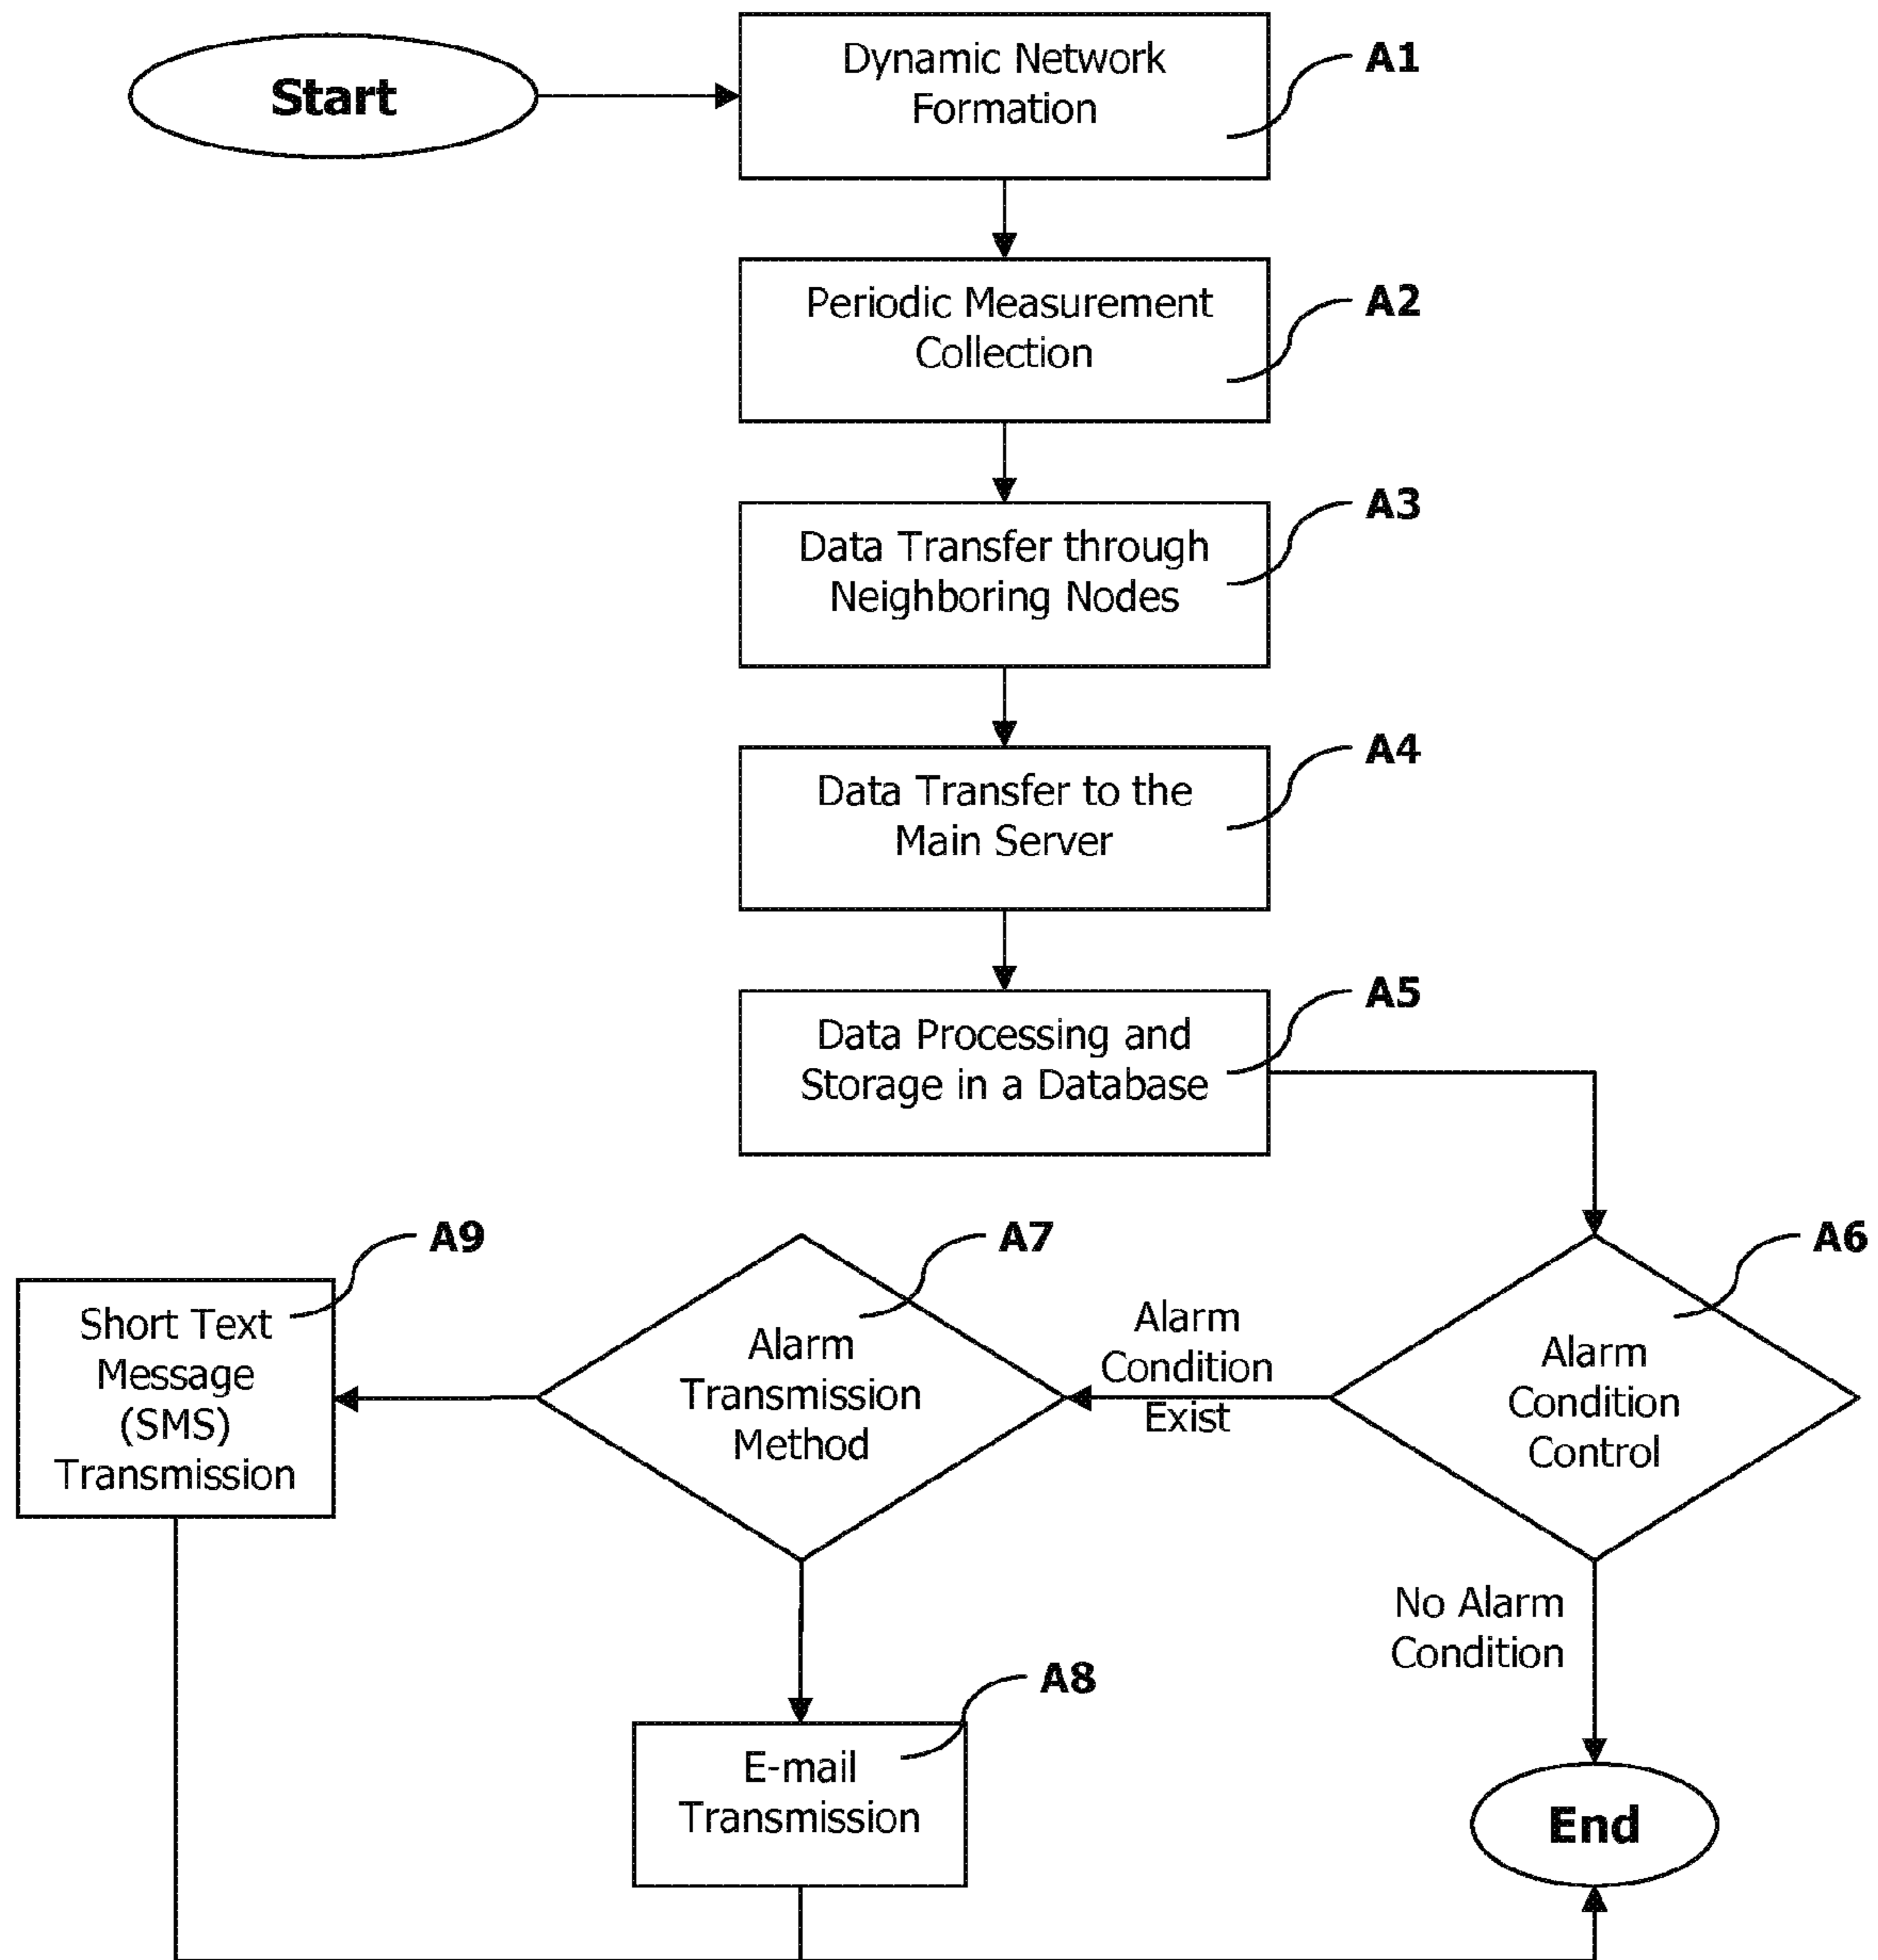 Start
Dynamic Network
Formation
A1
Periodic Measurement
Collection
A2
Data Transfer through
Neighboring Nodes
A3
Data Transfer to the
Main Server
A4
Data Processing and
Storage in a Database
A5
A9
Short Text
Message
(SMS)
Transmission
A7
Alarm
Transmission
Method
Alarm
Condition
Exist
A6
Alarm
Condition
Control
No Alarm
Condition
A8
E-mail
Transmission
End